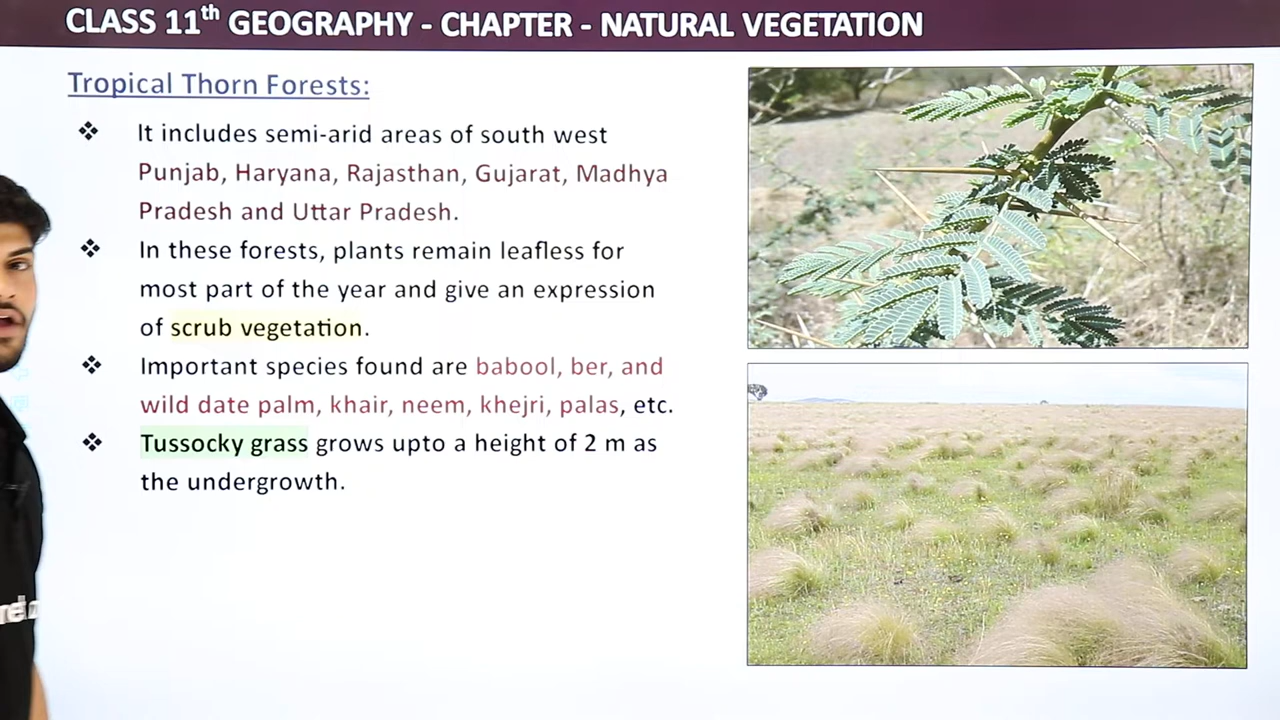 CLASS 11th GEOGRAPHY - CHAPTER - NATURAL VEGETATION
Tropical Thorn Forests:
❖ It includes semi-arid areas of south west
Punjab, Haryana, Rajasthan, Gujarat, Madhya
Pradesh and Uttar Pradesh.
❖ In these forests, plants remain leafless for
most part of the year and give an expression
of scrub vegetation.
❖ Important species found are babool, ber, and
wild date palm, khair, neem, khejri, palas, etc.
❖ Tussocky grass grows upto a height of 2 m as
the undergrowth.